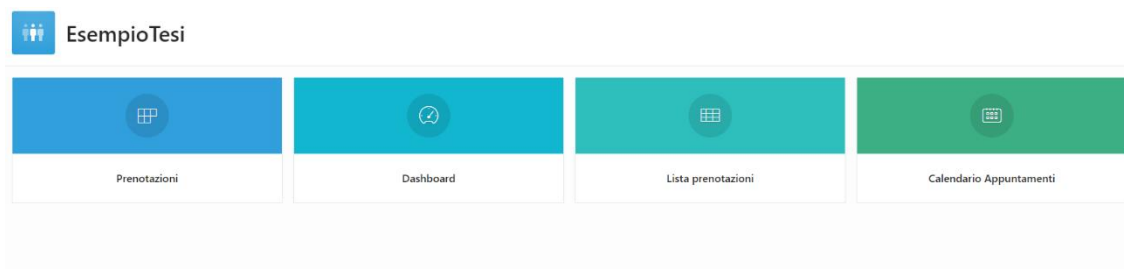 EsempioTesi
Prenotazioni
Dashboard
Lista prenotazioni
Calendario Appuntamenti